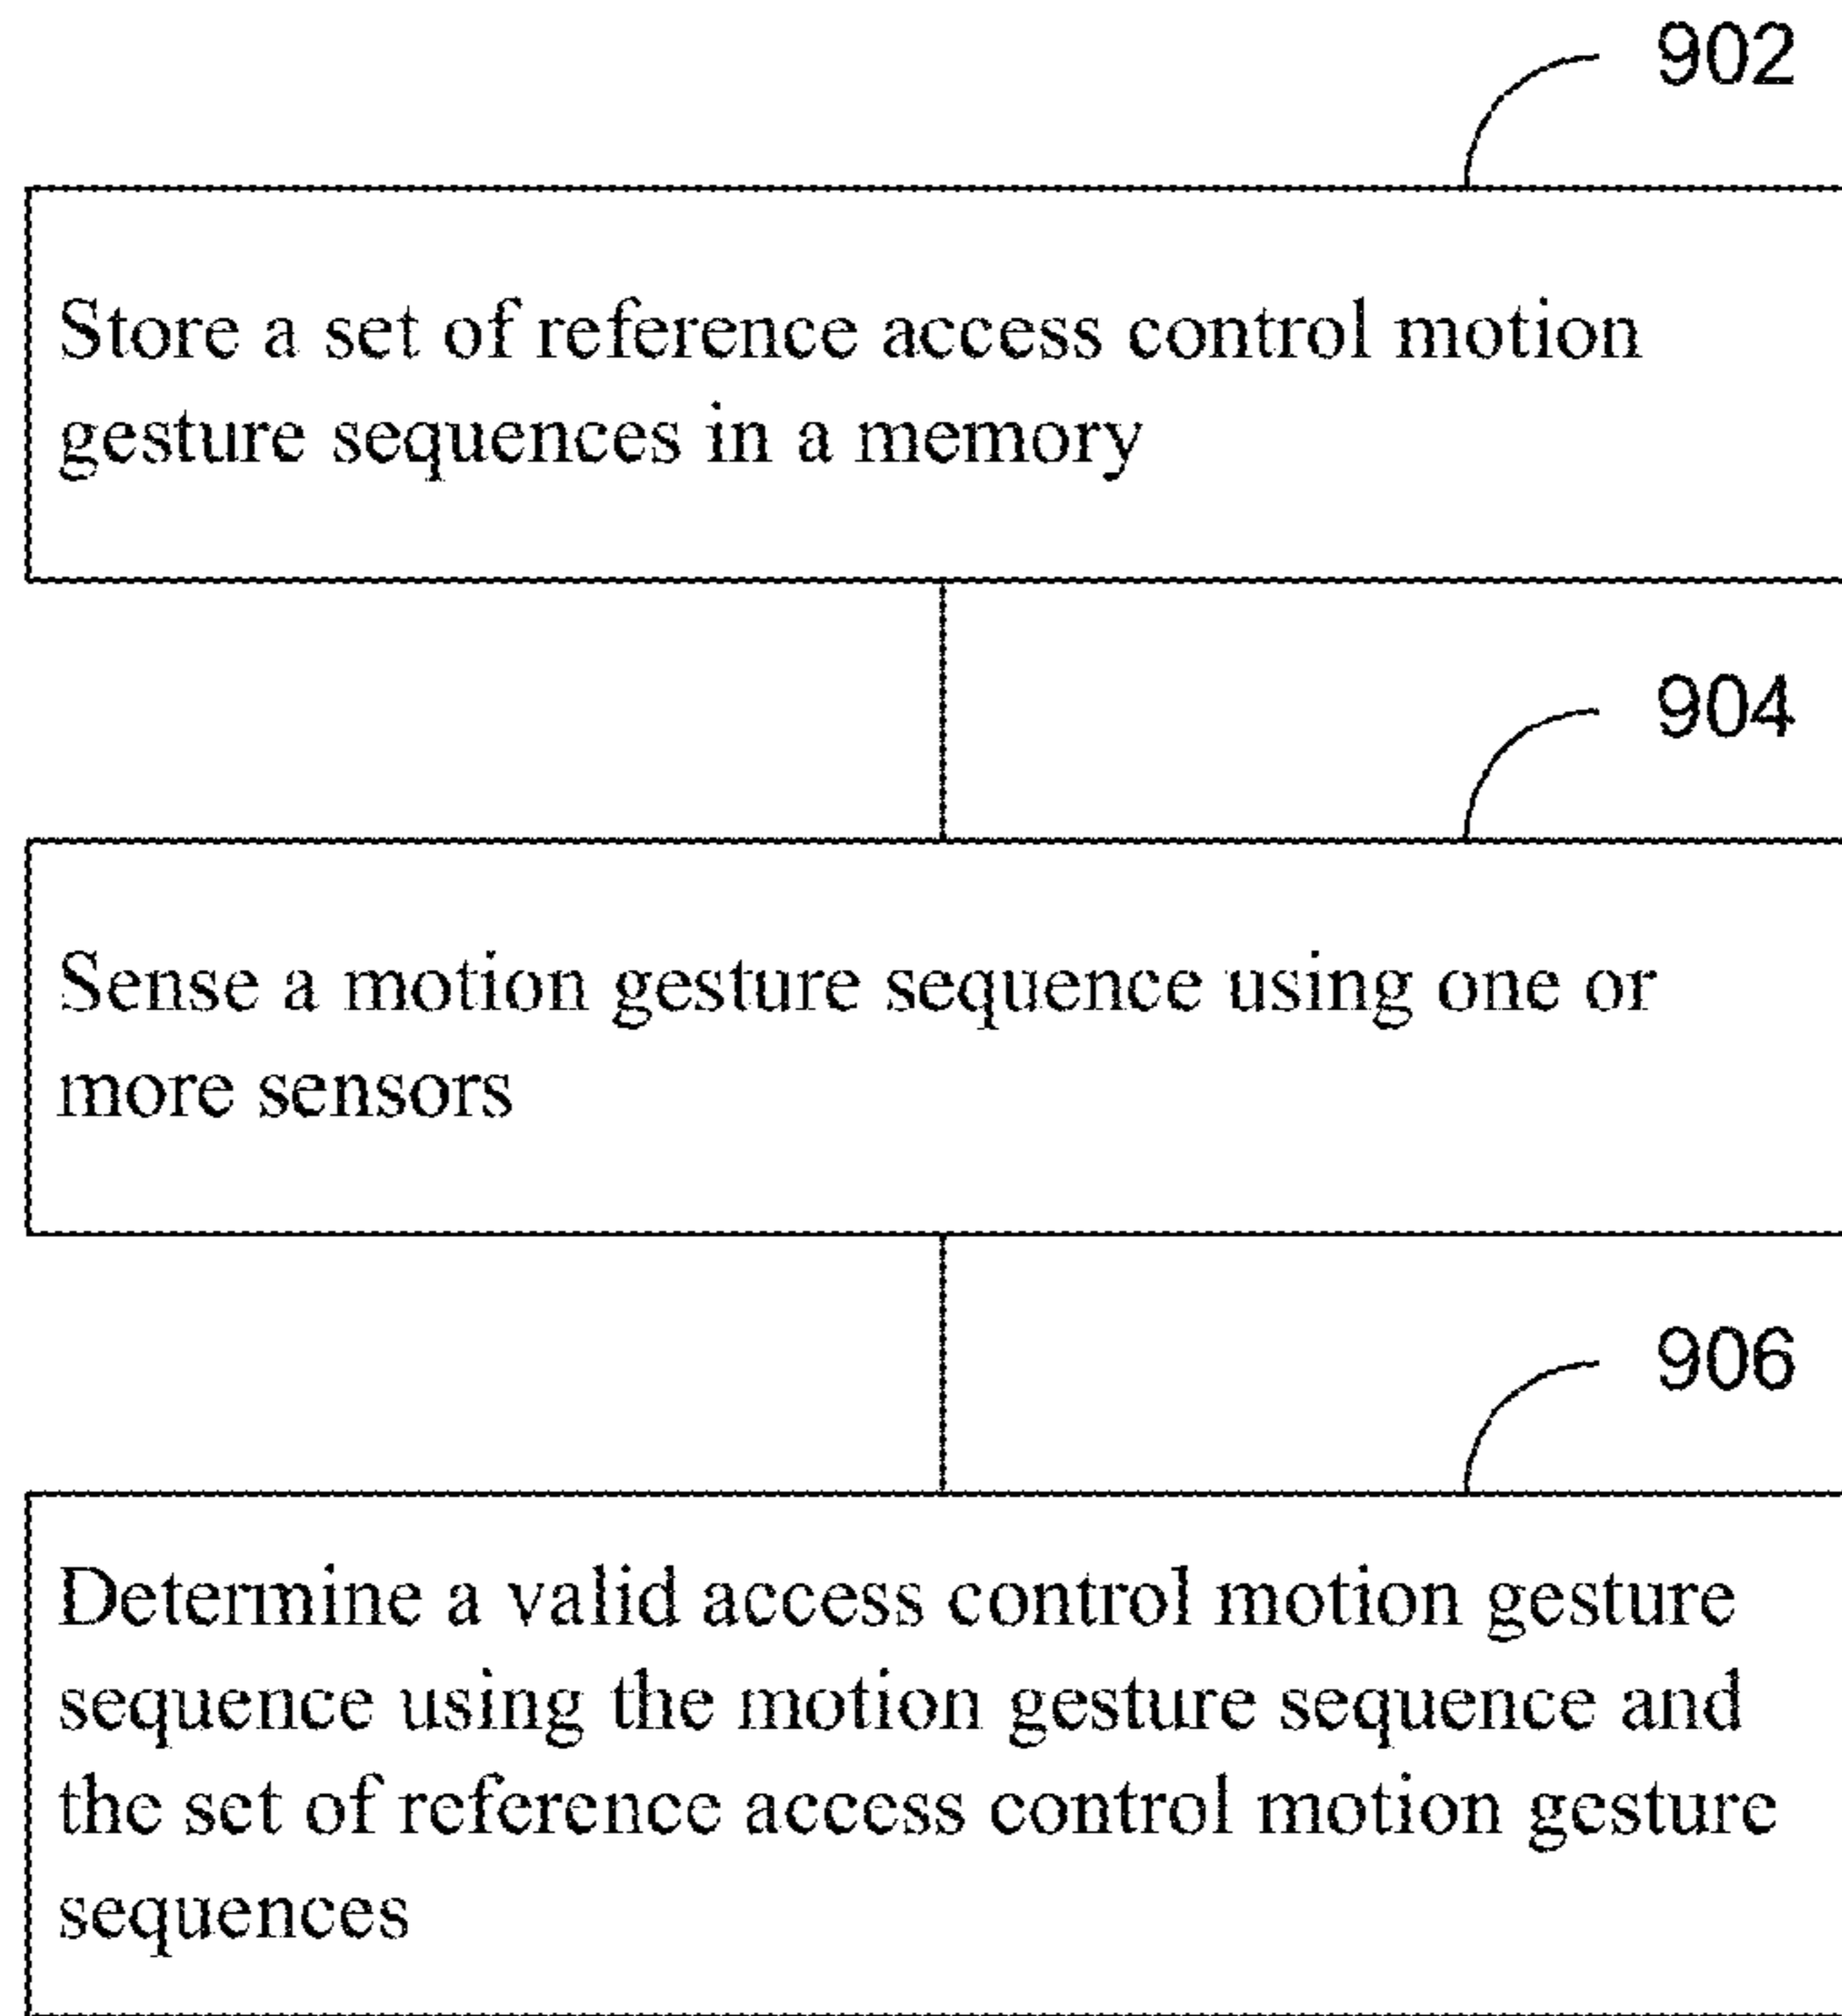 902
Store a set of reference access control motion
gesture sequences in a memory
904
Sense a motion gesture sequence using one or
more sensors
906
Determine a valid access control motion gesture
sequence using the motion gesture sequence and
the set of reference access control motion gesture
sequences